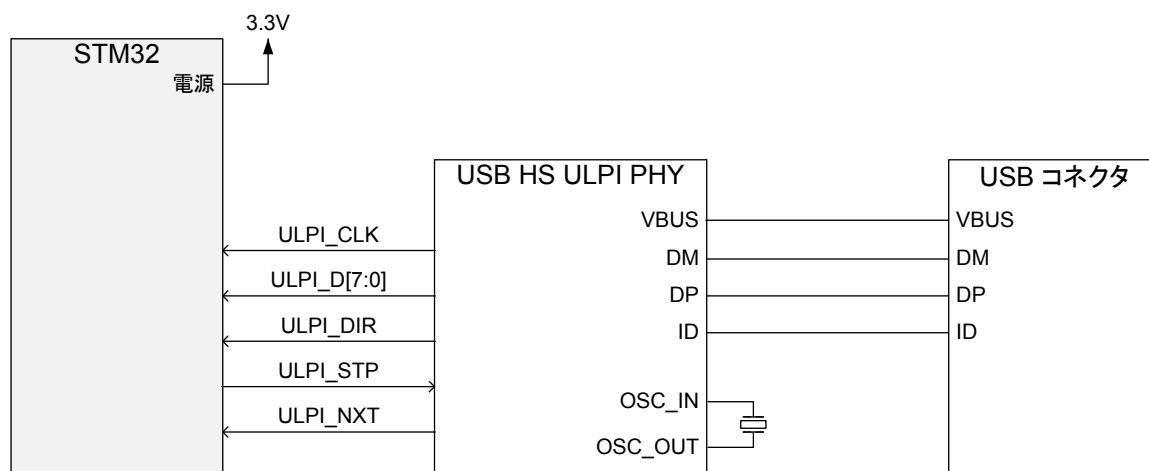 3.3V
STM32
電源
USB HS ULPI PHY
USB コネクタ
VBUS
VBUS
ULPI_CLK
DM
DM
ULPI_D[7:0]
DP
DP
ULPI_DIR
ID
ID
ULPI_STP
OSC_IN
ULPI_NXT
OSC_OUT